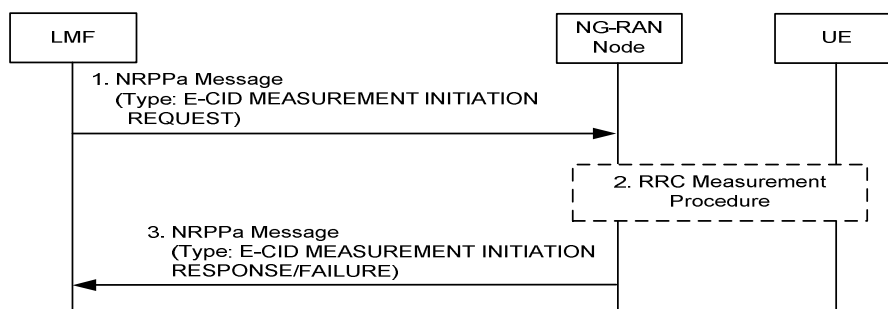 LMF
NG-RAN
Node
UE
1. NRPPa Message
(Type: E-CID MEASUREMENT INITIATION
REQUEST)
2. RRC Measurement
Procedure
3. NRPPa Message
(Type: E-CID MEASUREMENT INITIATION
RESPONSE/FAILURE)